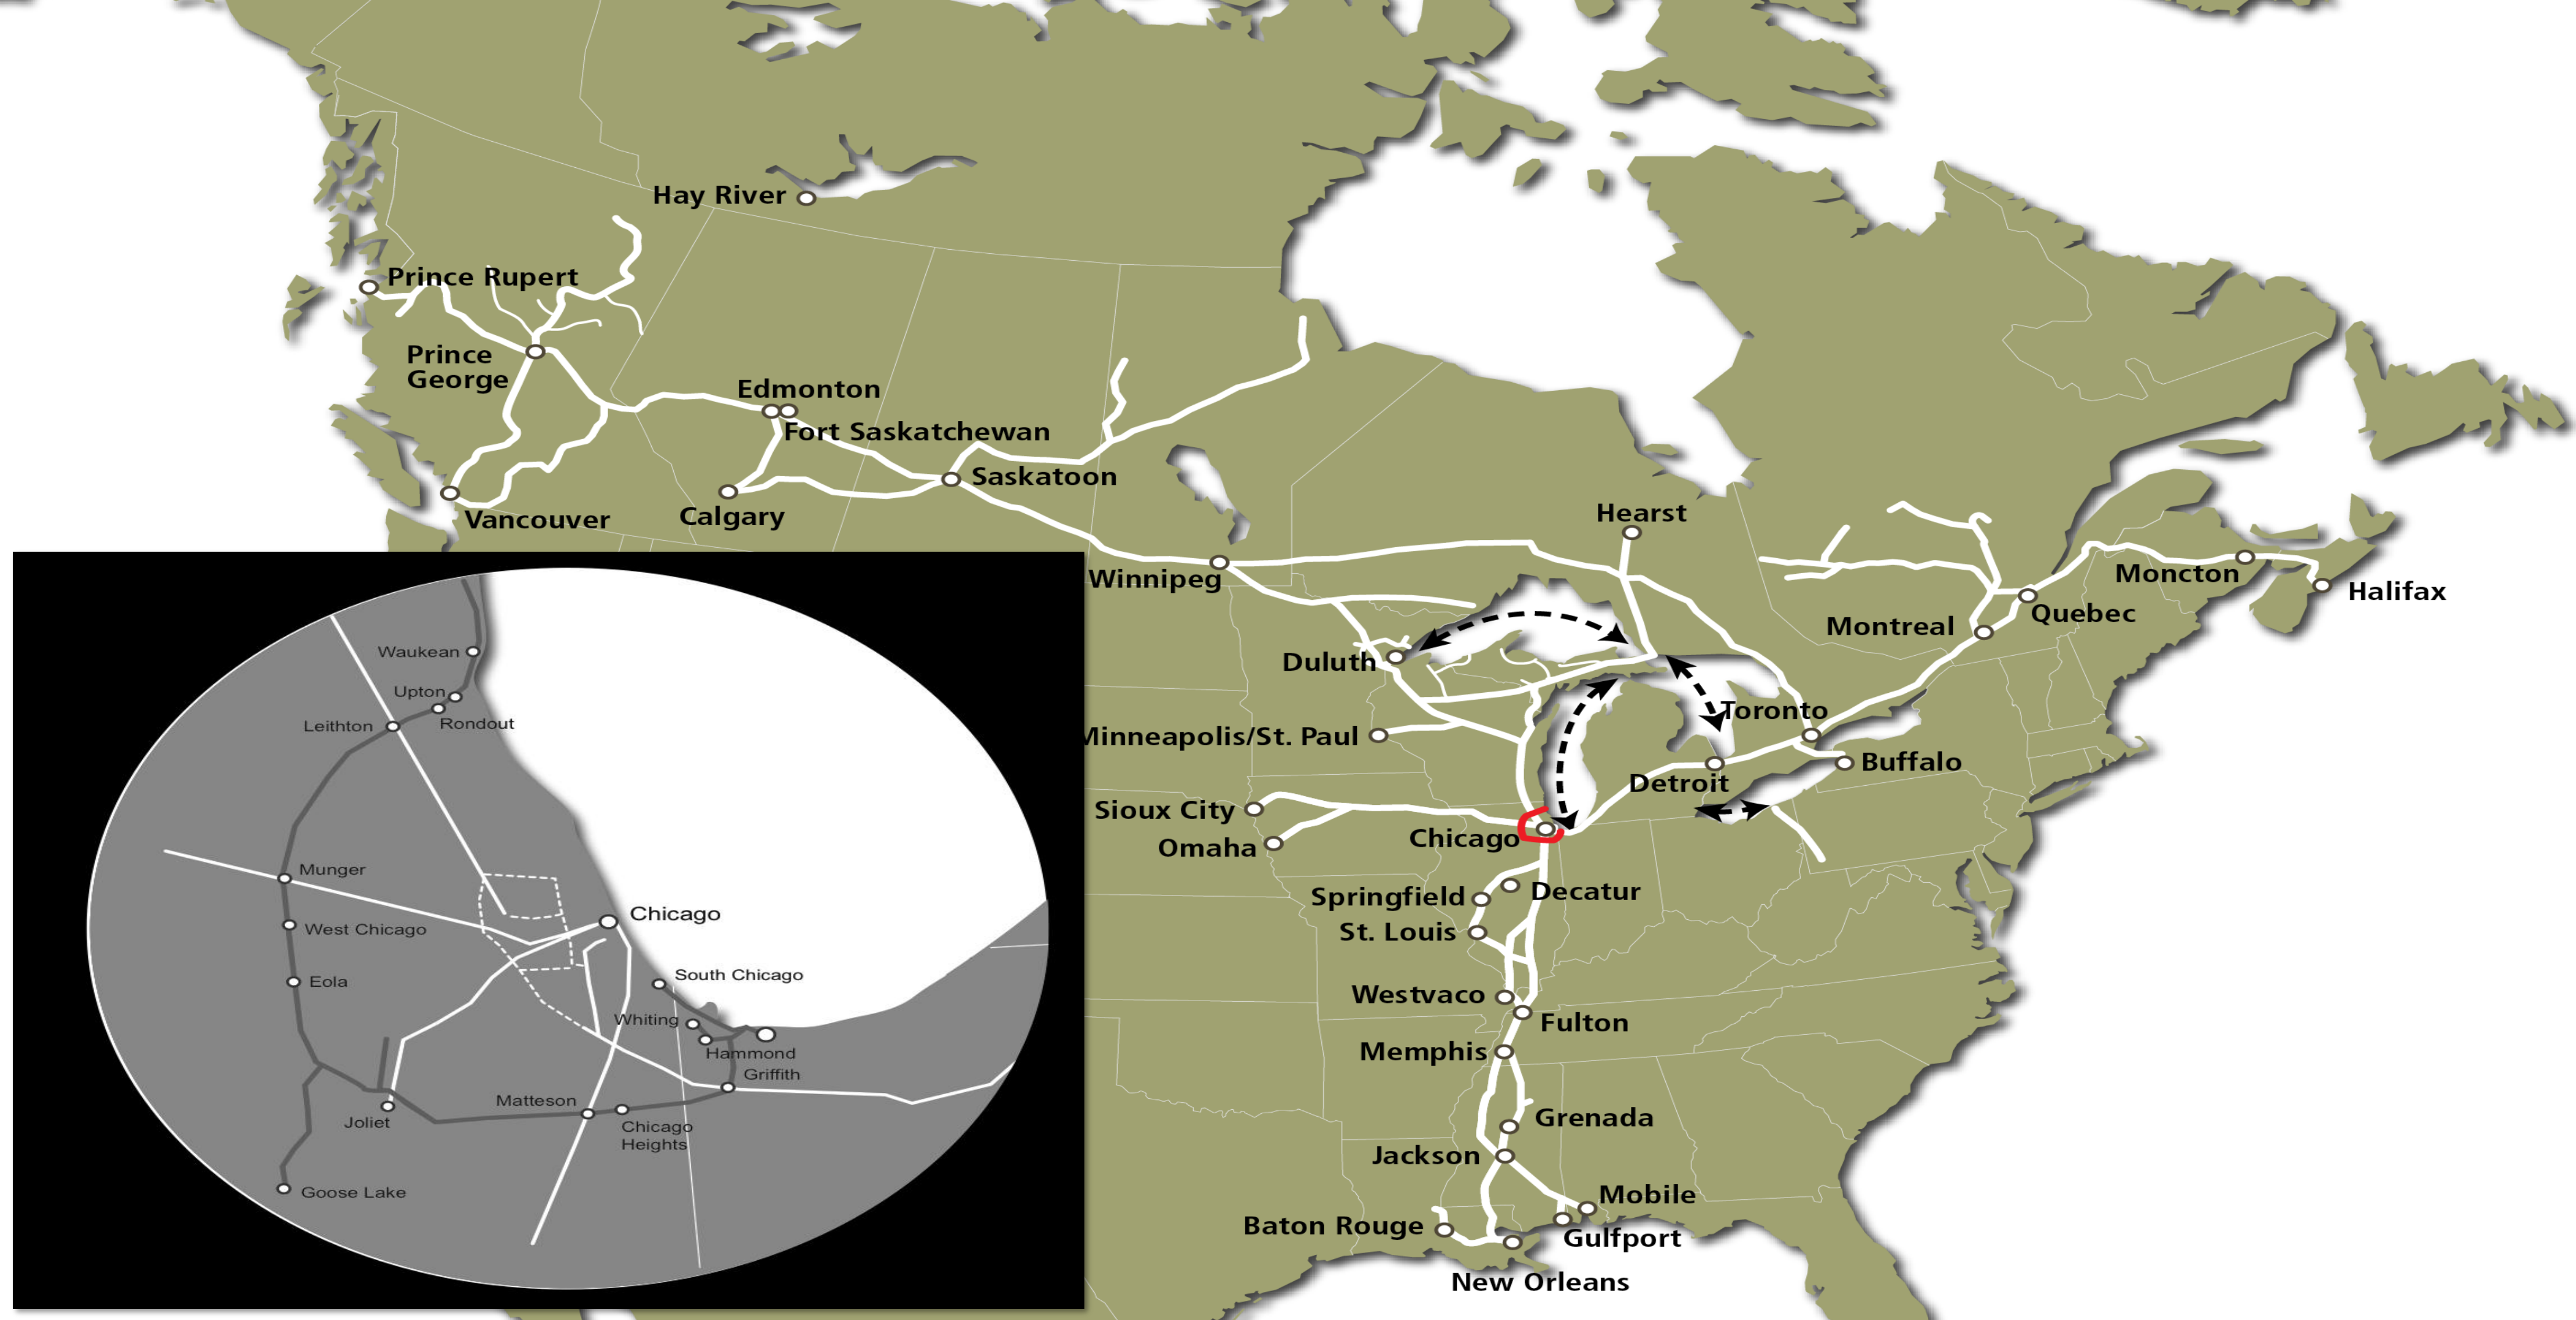 Hay River
Prince Rupert
Prince
George
Edmonton
Fort Saskatchewan
Saskatoon
Vancouver
Calgary
Hearst
Winnipeg
Moncton
Halifax
Quebec
Montreal
Duluth
Toronto
Minneapolis/St. Paul
Buffalo
Detroit
Sioux City
Chicago
Omaha
Springfield
Decatur
St. Louis
Westvaco
Fulton
Memphis
Grenada
Jackson
Mobile
Baton Rouge
Gulfport
New Orleans
Waukean
Upton
Rondout
Leithton
Munger
Chicago
West Chicago
South Chicago
Eola
Whiting
Hammond
Griffith
Matteson
Joliet
Chicago
Heights
Goose Lake